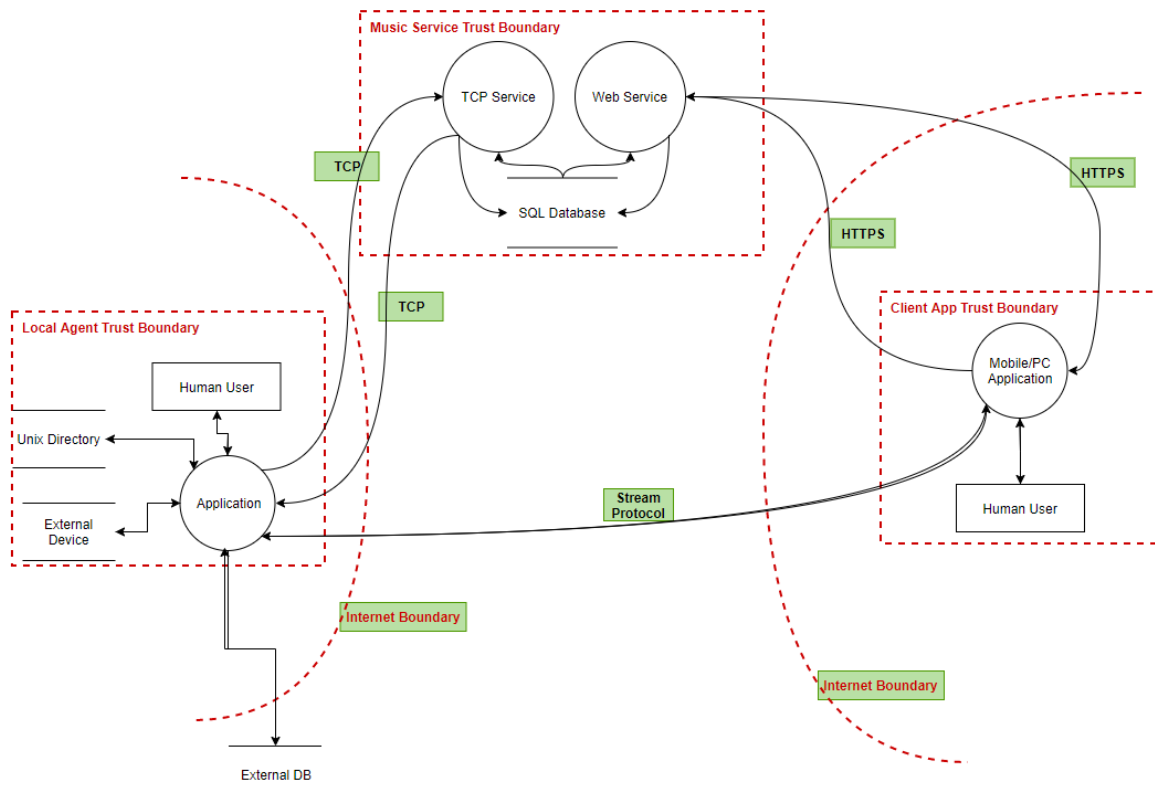 Music Service Trust Boundary
TCP Service
Web Service
SQL Database
TCP
HTTPS
HTTPS
TCP
Local Agent Trust Boundary
Human User
Unix Directory
Application
External
Device
Client App Trust Boundary
Mobile/PC
Application
Human User
Stream
Protocol
Internet Boundary
Internet Boundary
External DB